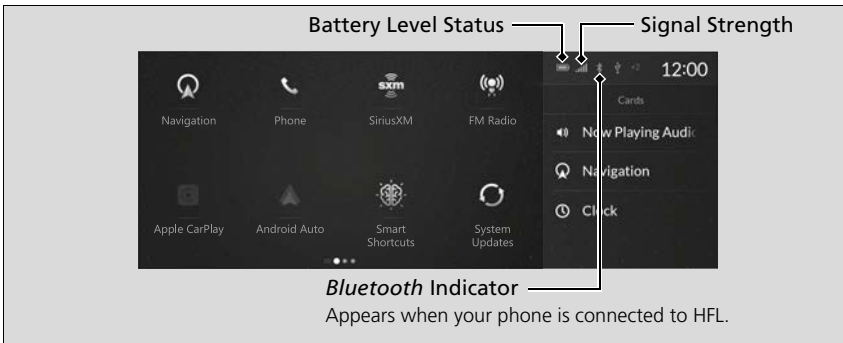 Battery Level Status
Signal Strength
12:00
Navigation
Phone
sxm
SiriusXM
FM Radio
Cards
Now Playing Audio
Navigation
Clock
Apple CarPlay
Android Auto
Smart
Shortcuts
System
Updates
Bluetooth Indicator
Appears when your phone is connected to HFL.